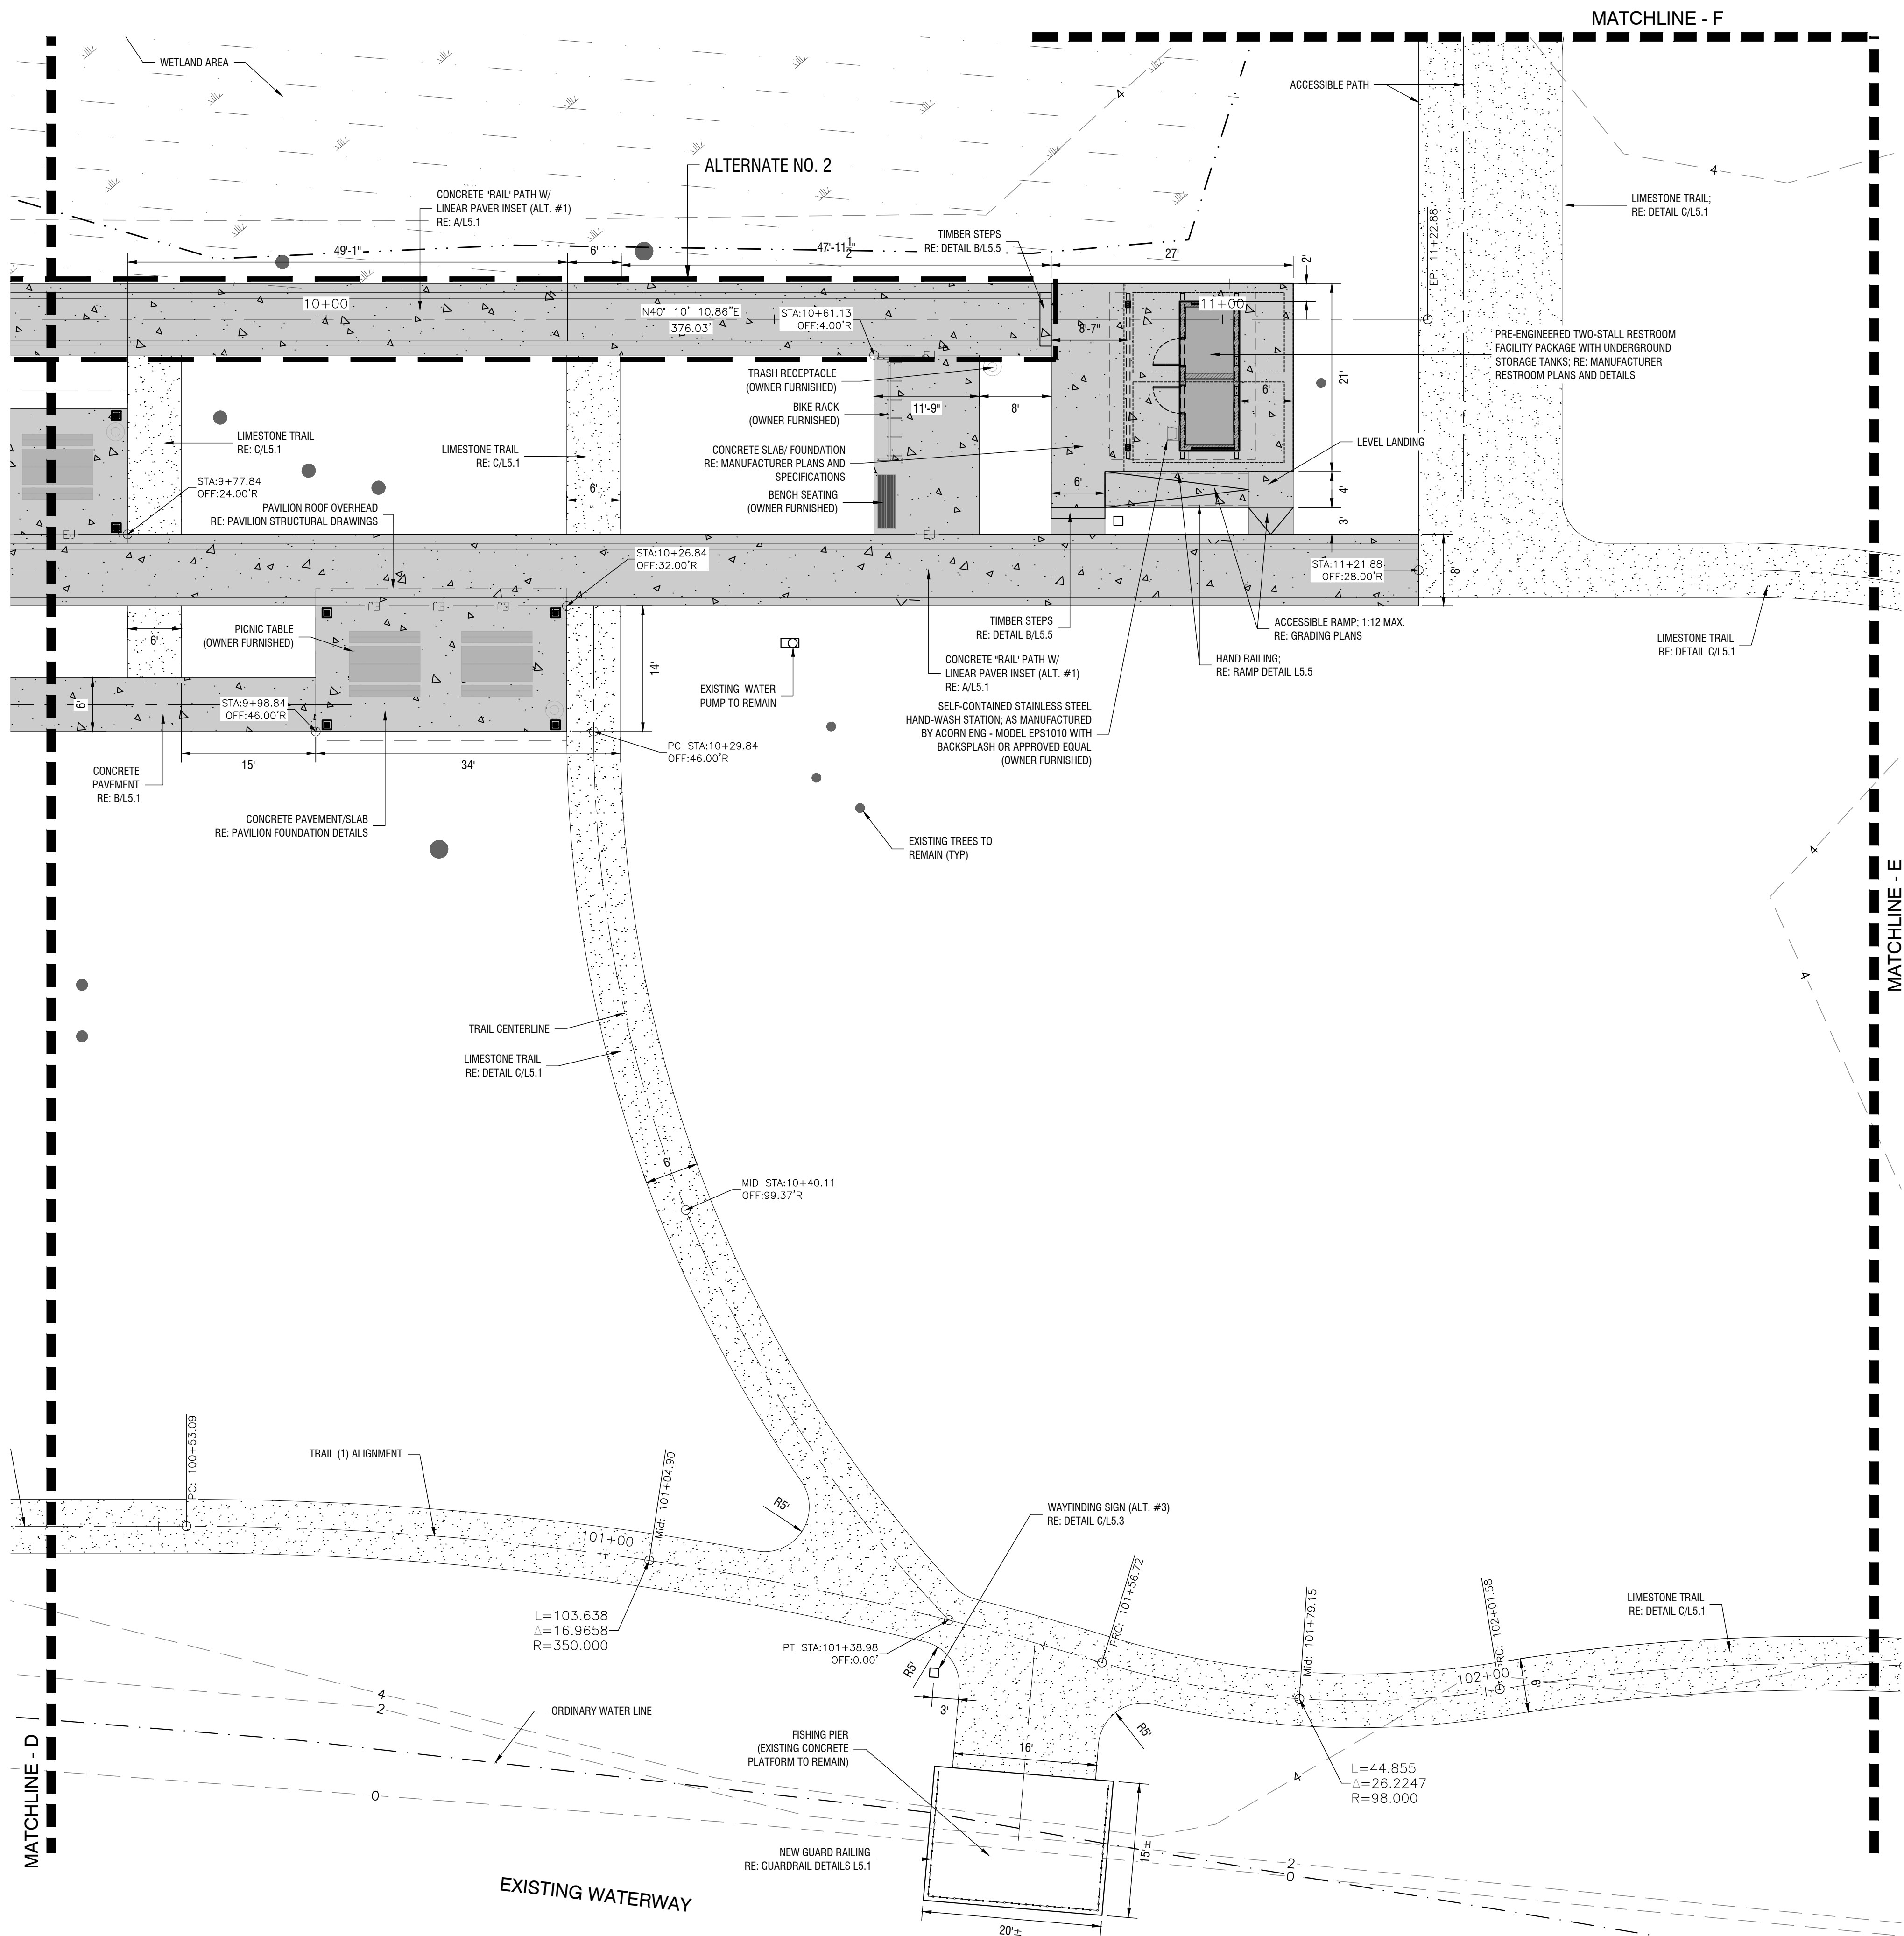 MATCHLINE - F
WETLAND AREA
ACCESSIBLE PATH
4
4
ALTERNATE NO. 2
CONCRETE "RAIL' PATH W/
LINEAR PAVER INSET (ALT. #1)
RE: A/L5.1
LIMESTONE TRAIL;
RE: DETAIL C/L5.1
TIMBER STEPS
RE: DETAIL B/L5.5
EP: 11+22.88
49'-1"
6'
47'-11 1/2"
27'
2'
10+00
N40° 10' 10.86"E
376.03'
STA:10+61.13
OFF:4.00'R
11+00
8'-7"
PRE-ENGINEERED TWO-STALL RESTROOM
FACILITY PACKAGE WITH UNDERGROUND
STORAGE TANKS; RE: MANUFACTURER
RESTROOM PLANS AND DETAILS
EJ
TRASH RECEPTACLE
(OWNER FURNISHED)
21'
6'
BIKE RACK
(OWNER FURNISHED)
11'-9"
8'
LIMESTONE TRAIL
RE: C/L5.1
LIMESTONE TRAIL
RE: C/L5.1
CONCRETE SLAB/ FOUNDATION
RE: MANUFACTURER PLANS AND
SPECIFICATIONS
LEVEL LANDING
STA:9+77.84
OFF:24.00'R
BENCH SEATING
(OWNER FURNISHED)
6'
6'
4'
PAVILION ROOF OVERHEAD
RE: PAVILION STRUCTURAL DRAWINGS
3'
EJ
EJ
STA:10+26.84
OFF:32.00'R
STA:11+21.88
OFF:28.00'R
8'
EJ
EJ
EJ
PICNIC TABLE
(OWNER FURNISHED)
6'
TIMBER STEPS
RE: DETAIL B/L5.5
ACCESSIBLE RAMP; 1:12 MAX.
RE: GRADING PLANS
LIMESTONE TRAIL
RE: DETAIL C/L5.1
14'
CONCRETE "RAIL' PATH W/
LINEAR PAVER INSET (ALT. #1)
RE: A/L5.1
HAND RAILING;
RE: RAMP DETAIL L5.5
EXISTING WATER
PUMP TO REMAIN
6'
STA:9+98.84
OFF:46.00'R
SELF-CONTAINED STAINLESS STEEL
HAND-WASH STATION; AS MANUFACTURED
BY ACORN ENG - MODEL EPS1010 WITH
BACKSPLASH OR APPROVED EQUAL
(OWNER FURNISHED)
PC STA:10+29.84
OFF:46.00'R
15'
34'
CONCRETE
PAVEMENT
RE: B/L5.1
CONCRETE PAVEMENT/SLAB
RE: PAVILION FOUNDATION DETAILS
EXISTING TREES TO
REMAIN (TYP)
4
MATCHLINE - E
4
TRAIL CENTERLINE
LIMESTONE TRAIL
RE: DETAIL C/L5.1
6'
MID STA:10+40.11
OFF:99.37'R
PC: 100+53.09
TRAIL (1) ALIGNMENT
Mid: 101+04.90
R5'
WAYFINDING SIGN (ALT. #3)
RE: DETAIL C/L5.3
101+00
L=103.638
Δ=16.9658
R=350.000
PRC: 101+56.72
Mid: 101+79.15
PRC: 102+01.58
LIMESTONE TRAIL
RE: DETAIL C/L5.1
PT STA:101+38.98
OFF:0.00'
R5'
3'
102+00
6'
4
2
ORDINARY WATER LINE
R5'
FISHING PIER
(EXISTING CONCRETE
PLATFORM TO REMAIN)
16'
4
L=44.855
Δ=26.2247
R=98.000
0
MATCHLINE - D
NEW GUARD RAILING
RE: GUARDRAIL DETAILS L5.1
15'±
2
0
EXISTING WATERWAY
20'±